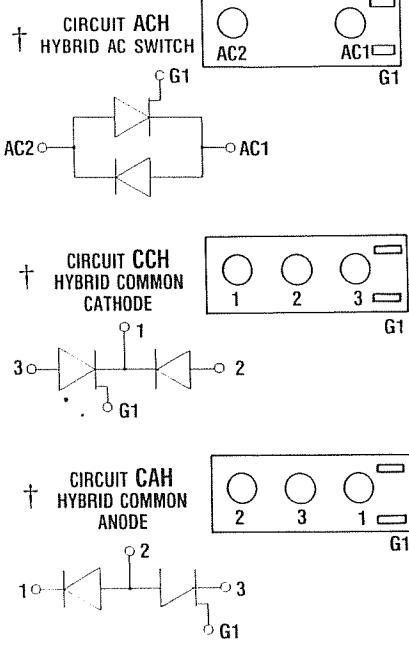 † CIRCUIT ACH
HYBRID AC SWITCH
AC2 AC1
G1
G1
AC2 AC1
† CIRCUIT CCH
HYBRID COMMON
CATHODE
1 2 3
G1
1
3 2
G1
† CIRCUIT CAH
HYBRID COMMON
ANODE
2 3 1
G1
2
1 3
G1